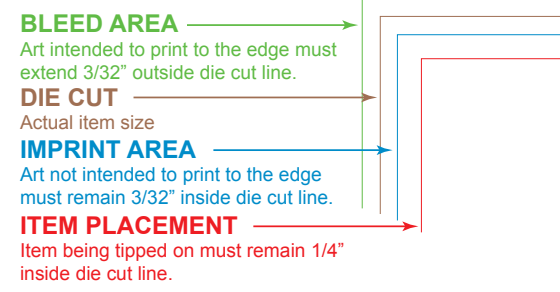 BLEED AREA
Art intended to print to the edge must
extend 3/32” outside die cut line.
DIE CUT
Actual item size
IMPRINT AREA
Art not intended to print to the edge
must remain 3/32” inside die cut line.
ITEM PLACEMENT
Item being tipped on must remain 1/4”
inside die cut line.